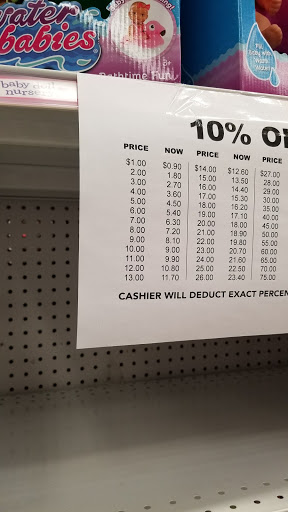 water
babies
Bathtime Fun
baby doll
nurse
10% O
PRICE NOW PRICE NOW PRICE
$1.00 $0.90 $14.00 $12.60 $27.00
2.00 1.80 15.00 13.50 28.00
3.00 2.70 16.00 14.40 29.00
4.00 3.60 17.00 15.30 30.00
5.00 4.50 18.00 16.20 35.00
6.00 5.40 19.00 17.10 40.00
7.00 6.30 20.00 18.00 45.00
8.00 7.20 21.00 18.90 50.00
9.00 8.10 22.00 19.80 55.00
10.00 9.00 23.00 20.70 60.00
11.00 9.90 24.00 21.60 65.00
12.00 10.80 25.00 22.50 70.00
13.00 11.70 26.00 23.40 75.00
CASHIER WILL DEDUCT EXACT PERCEN